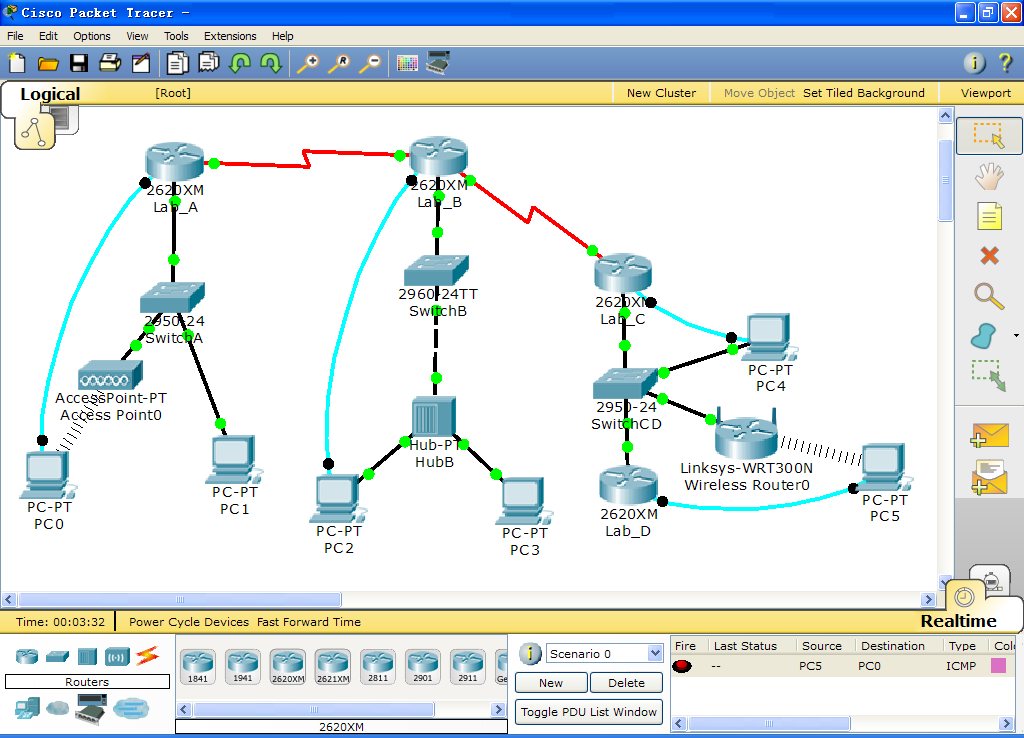 Cisco Packet Tracer -
File Edit Options View Tools Extensions Help
Logical [Root] New Cluster Move Object Set Tiled Background Viewport
2620XM
Lab_A
2620XM
Lab_B
2950-24
SwitchA
2960-24TT
SwitchB
2620XM
Lab_C
AccessPoint-PT
Access Point0
PC-PT
PC4
Hub-PT
HubB
2950-24
SwitchCD
Linksys-WRT300N
Wireless Router0
PC-PT
PC0
PC-PT
PC1
PC-PT
PC2
PC-PT
PC3
2620XM
Lab_D
PC-PT
PC5
Realtime
Time: 00:03:32 Power Cycle Devices Fast Forward Time
Routers
1841 1941 2620XM 2621XM 2811 2901 2911
2620XM
Scenario 0
New Delete
Toggle PDU List Window
Fire Last Status Source Destination Type
-- PC5 PC0 ICMP